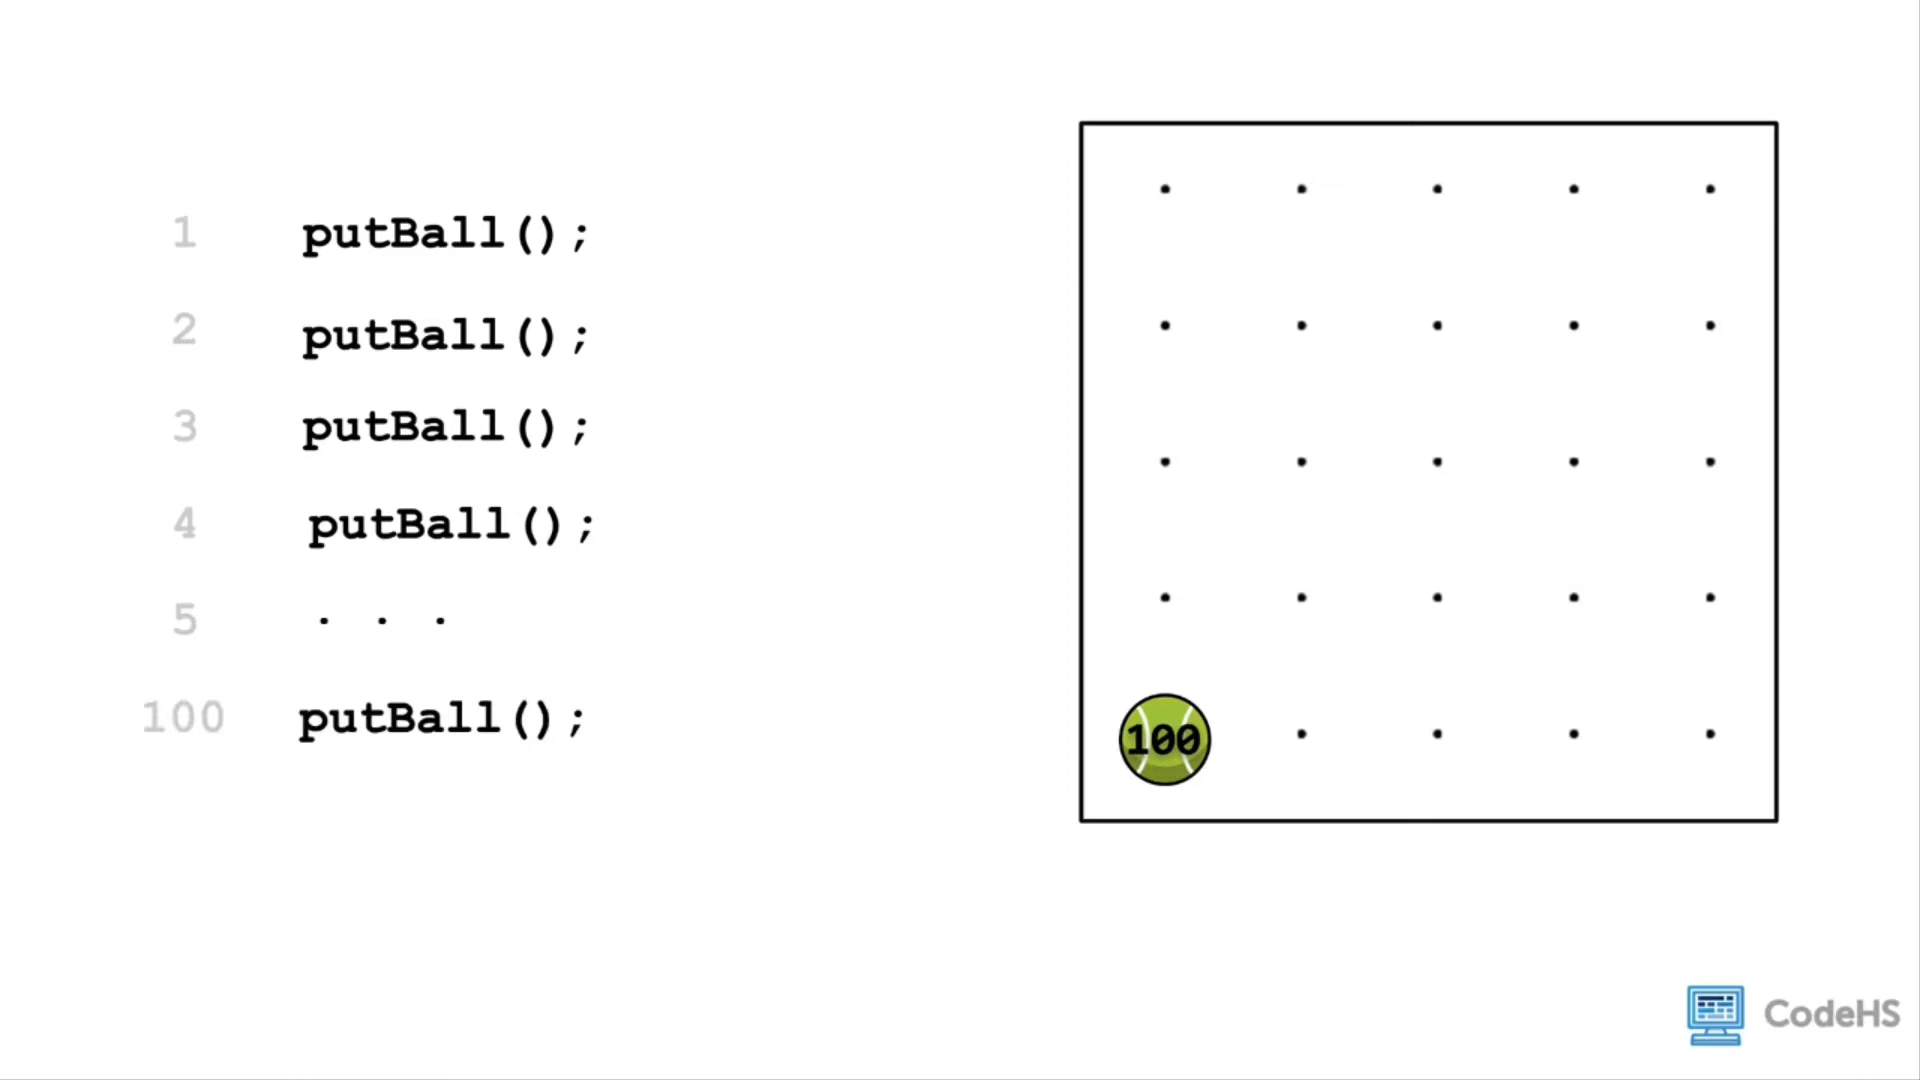 1 putBall();
2 putBall();
3 putBall();
4 putBall();
5 . . .
100 putBall();
100
CodeHS